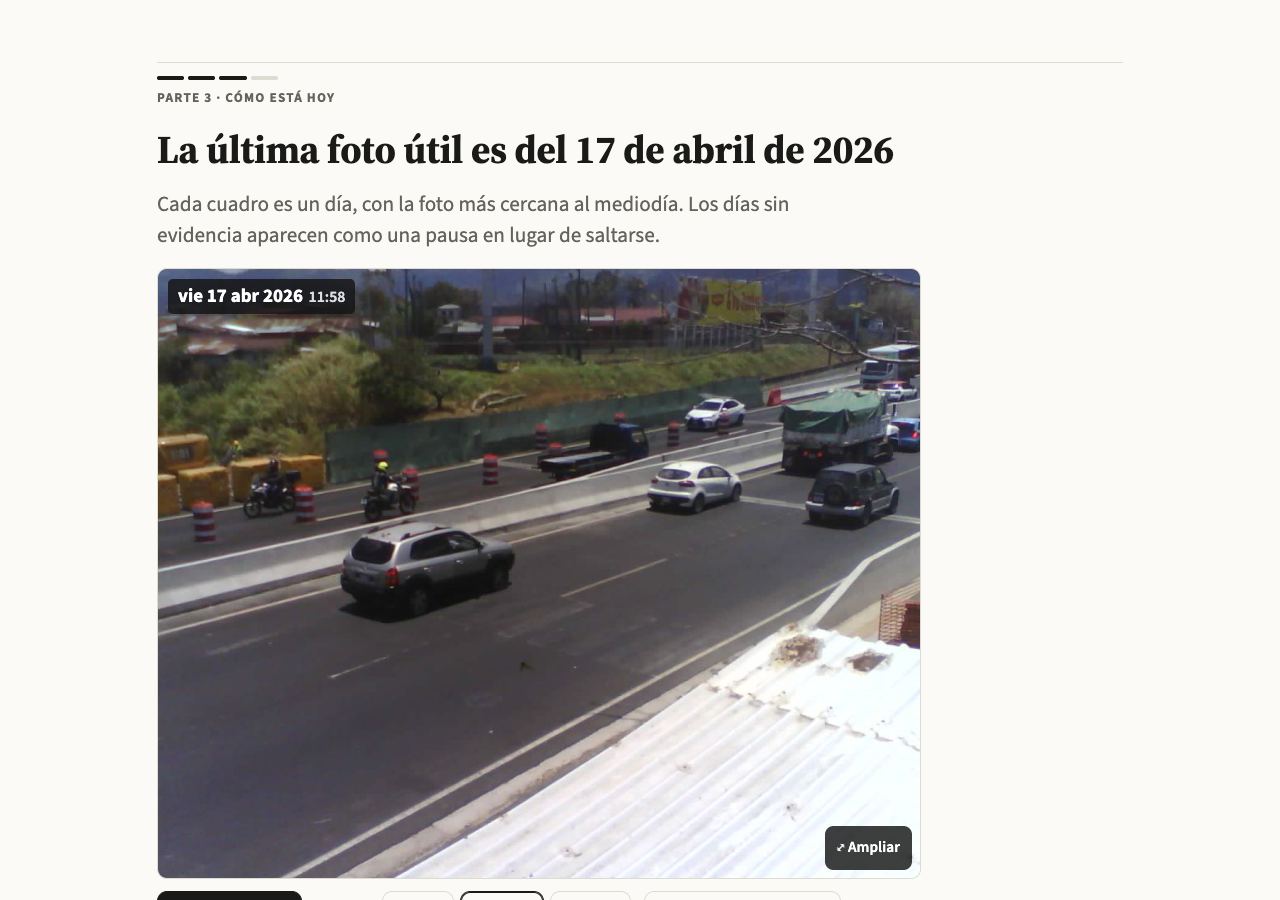 PARTE 3 · CÓMO ESTÁ HOY
La última foto útil es del 17 de abril de 2026
Cada cuadro es un día, con la foto más cercana al mediodía. Los días sin
evidencia aparecen como una pausa en lugar de saltarse.
vie 17 abr 2026 11:58
Ampliar